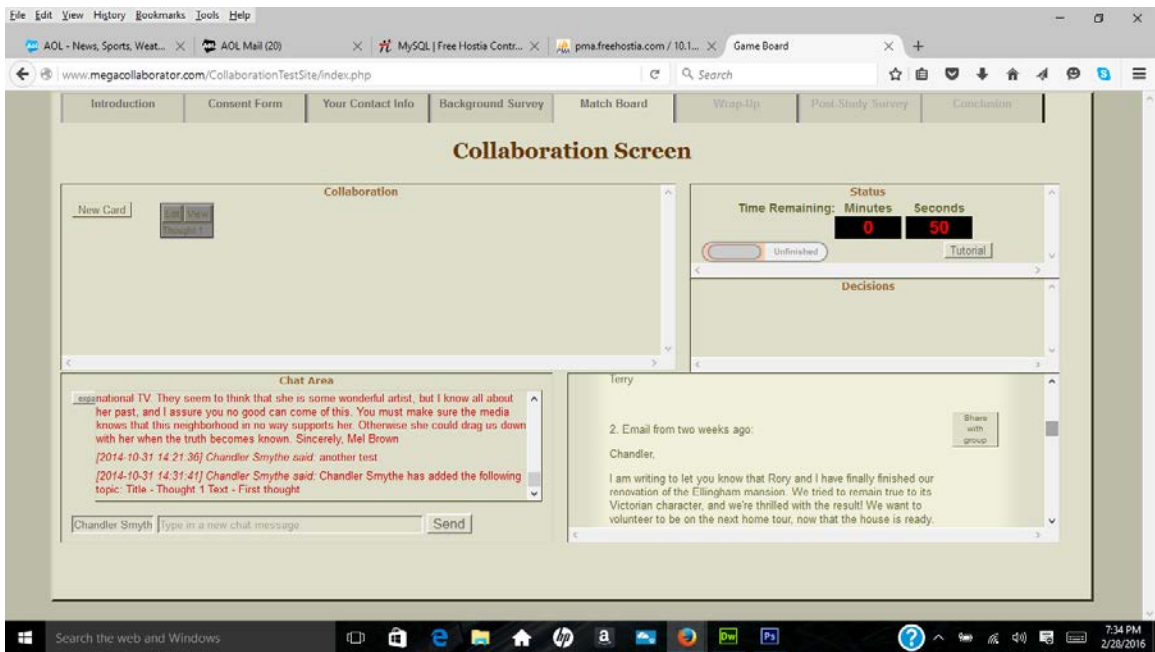 File Edit View History Bookmarks Tools Help
AOL - News, Sports, Weat...
AOL Mail (20)
MySQL | Free Hostia Contr...
pma.freehostia.com / 10.1...
Game Board
www.megacollaborator.com/CollaborationTestSite/index.php
Search
Introduction
Consent Form
Your Contact Info
Background Survey
Match Board
Wrap-Up
Post-Study Survey
Conclusion
Collaboration Screen
Collaboration
New Card
Edit View
Thought 1
Status
Time Remaining: Minutes Seconds
0 50
Unfinished
Tutorial
Decisions
Chat Area
national TV. They seem to think that she is some wonderful artist, but I know all about
her past, and I assure you no good can come of this. You must make sure the media
knows that this neighborhood in no way supports her. Otherwise she could drag us down
with her when the truth becomes known. Sincerely, Mel Brown
[2014-10-31 14:21:36] Chandler Smythe said: another test
[2014-10-31 14:31:41] Chandler Smythe said: Chandler Smythe has added the following
topic: Title - Thought 1 Text - First thought
Chandler Smyth
Type in a new chat message
Send
Terry
2. Email from two weeks ago:
Share
with
group
Chandler,
I am writing to let you know that Rory and I have finally finished our
renovation of the Ellingham mansion. We tried to remain true to its
Victorian character, and we're thrilled with the result! We want to
volunteer to be on the next home tour, now that the house is ready.
Search the web and Windows
hp
a
Dw
Ps
?
7:34 PM
2/28/2016